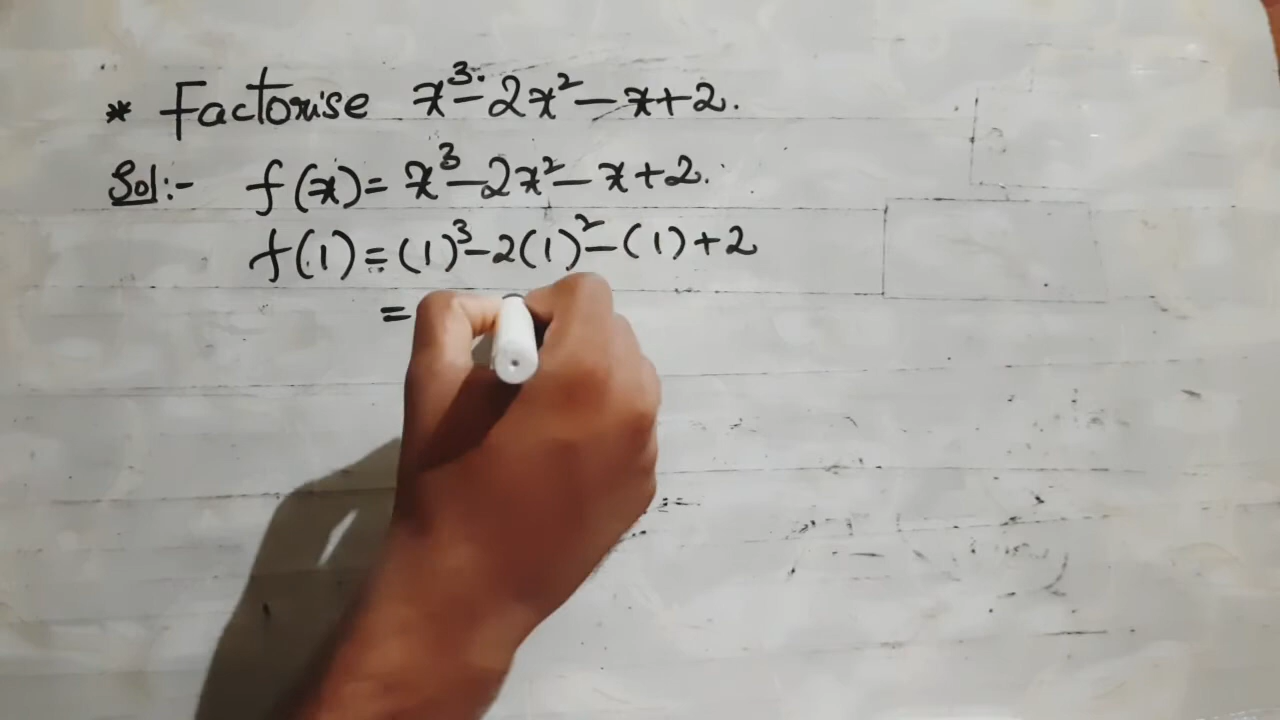 * Factorise x³-2x²-x+2.
Sol:- f(x)= x³-2x²-x+2.
f(1)= (1)³-2(1)²-(1)+2
=